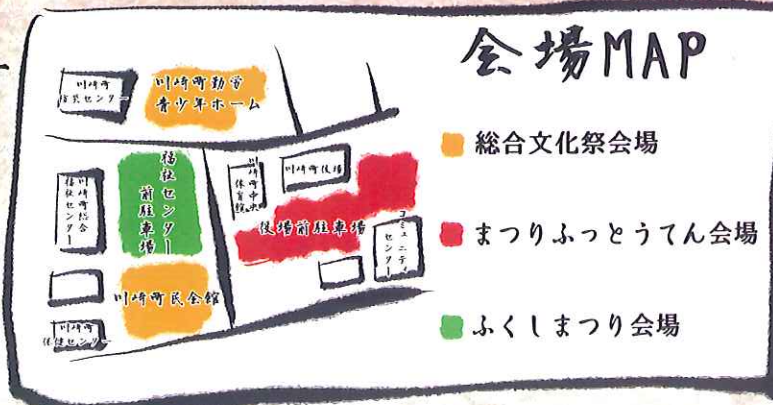 会場MAP
川崎町
防災センター
川崎町勤労
青少年ホーム
総合文化祭会場
川崎町総合
福祉センター
福祉センター
前駐車場
川崎町中央
体育館
川崎町役場
役場前駐車場
コミュニティ
センター
まつりふっとうてん会場
川崎町民会館
川崎町
保健センター
ふくしまつり会場